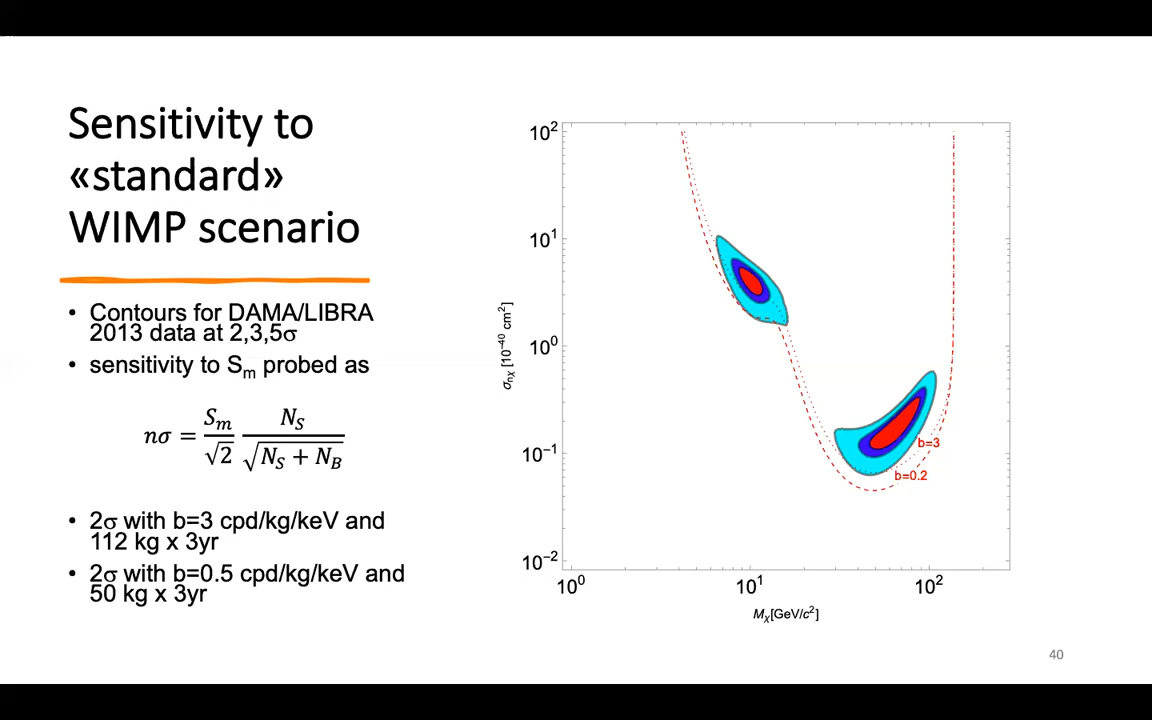 Sensitivity to
«standard»
WIMP scenario
• Contours for DAMA/LIBRA
2013 data at 2,3,5σ
• sensitivity to Sm probed as
nσ = Sm/√2 NS/√NS + NB
• 2σ with b=3 cpd/kg/keV and
112 kg x 3yr
• 2σ with b=0.5 cpd/kg/keV and
50 kg x 3yr
10²
10¹
10⁰
10⁻¹
10⁻²
σnχ [10⁻⁴⁰ cm²]
b=3
b=0.2
10⁰ 10¹ 10²
Mχ[GeV/c²]
40